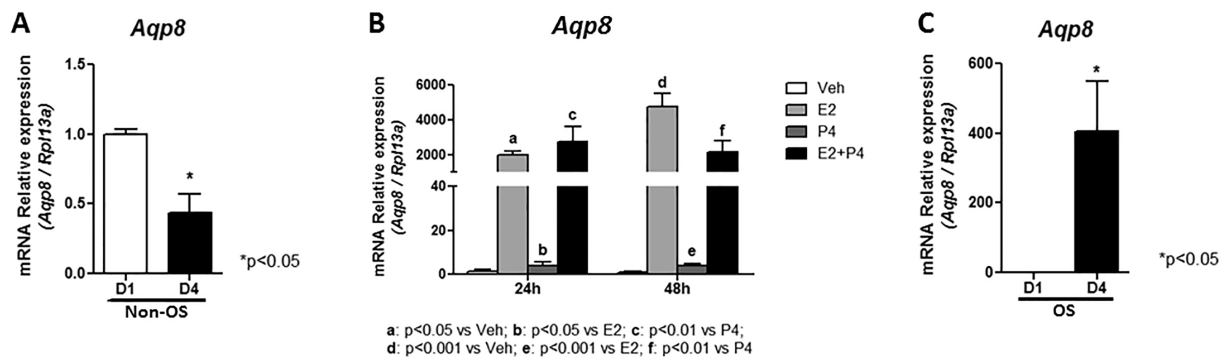 A
Aqp8
mRNA Relative expression
(Aqp8 / Rpl13a)
1.5
1.0
0.5
0.0
*
D1 D4
Non-OS
*p<0.05
B
Aqp8
mRNA Relative expression
(Aqp8 / Rpl13a)
6000
4000
2000
40
20
0
a
b
c
d
e
f
24h 48h
Veh
E2
P4
E2+P4
a: p<0.05 vs Veh; b: p<0.05 vs E2; c: p<0.01 vs P4;
d: p<0.001 vs Veh; e: p<0.001 vs E2; f: p<0.01 vs P4
C
Aqp8
mRNA Relative expression
(Aqp8 / Rpl13a)
600
400
200
0
*
D1 D4
OS
*p<0.05